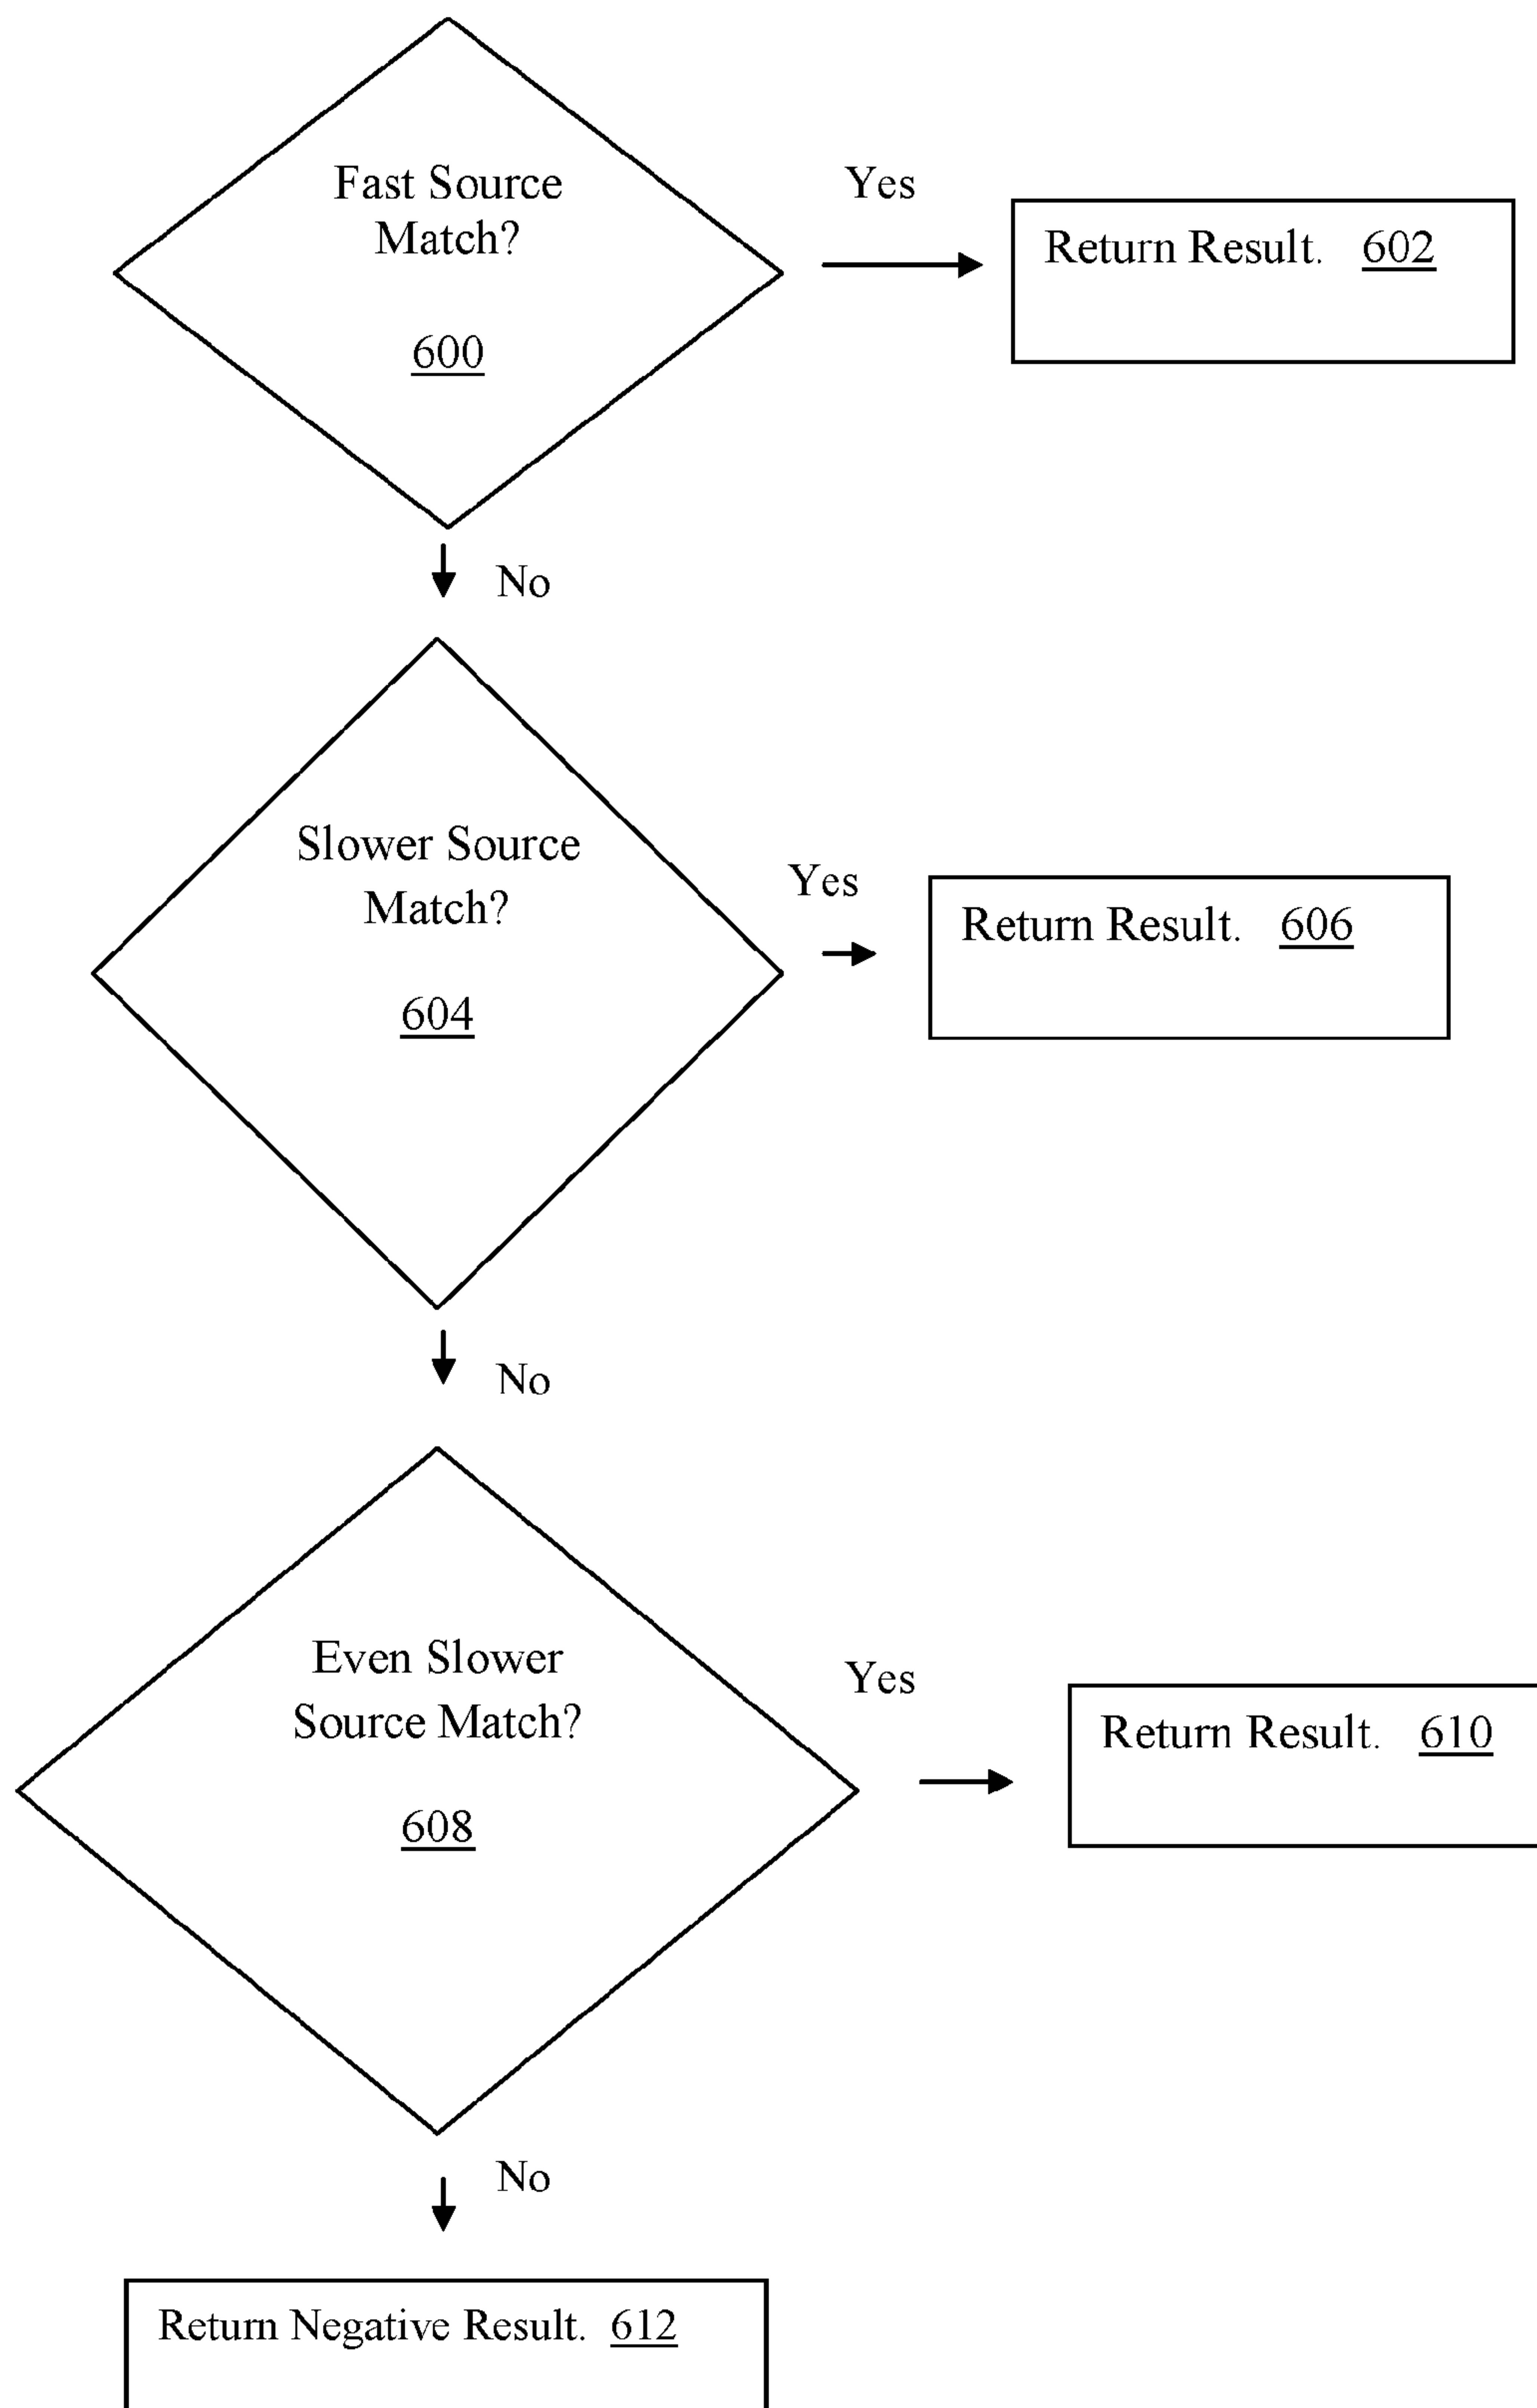 Fast Source
Match?
600
Yes
Return Result. 602
No
Slower Source
Match?
604
Yes
Return Result. 606
No
Even Slower
Source Match?
608
Yes
Return Result. 610
No
Return Negative Result. 612